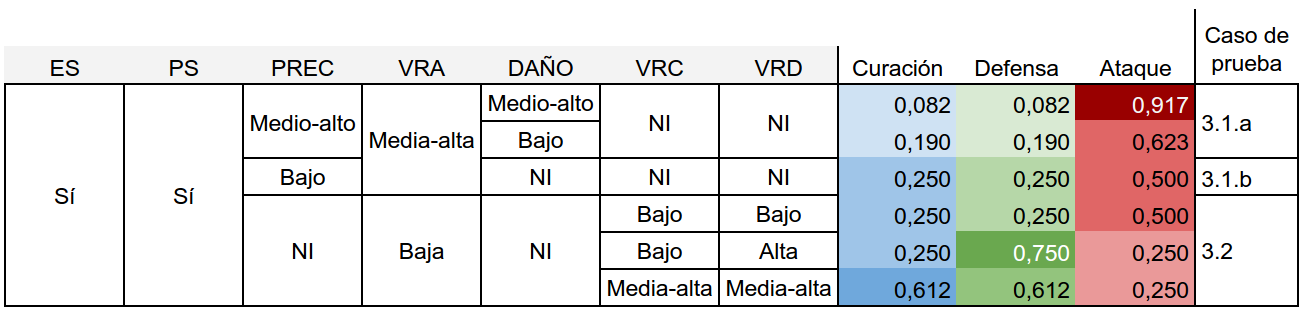 Caso de prueba
ES PS PREC VRA DAÑO VRC VRD Curación Defensa Ataque
Sí Sí Medio-alto Media-alta Medio-alto NI NI 0,082 0,082 0,917 3.1.a
Bajo 0,190 0,190 0,623
Bajo NI NI NI 0,250 0,250 0,500 3.1.b
NI Baja NI Bajo Bajo 0,250 0,250 0,500 3.2
Bajo Alta 0,250 0,750 0,250
Media-alta Media-alta 0,612 0,612 0,250